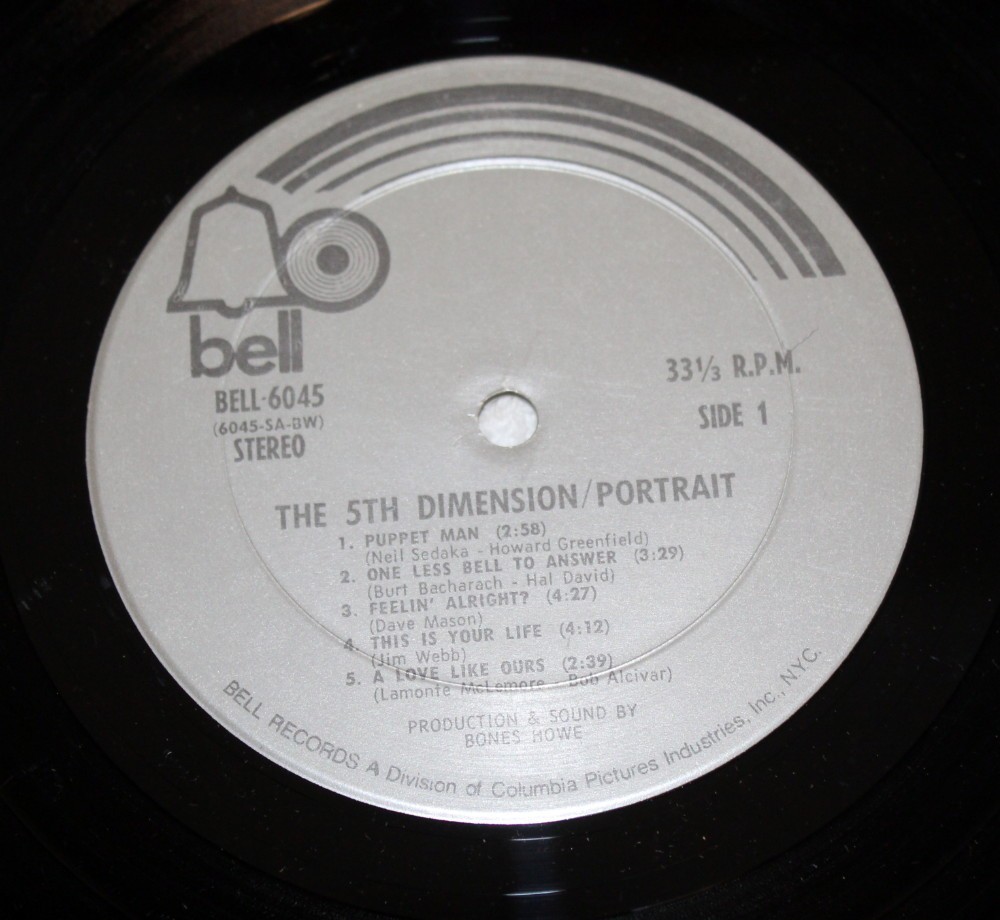 bell
BELL-6045
(6045-SA-BW)
STEREO
33⅓ R.P.M.
SIDE 1
THE 5TH DIMENSION/PORTRAIT
1. PUPPET MAN (2:58)
(Neil Sedaka - Howard Greenfield)
2. ONE LESS BELL TO ANSWER (3:29)
(Burt Bacharach - Hal David)
3. FEELIN' ALRIGHT? (4:27)
(Dave Mason)
4. THIS IS YOUR LIFE (4:12)
(Jim Webb)
5. A LOVE LIKE OURS (2:39)
(Lamonte McLemore - Bob Alcivar)
PRODUCTION & SOUND BY
BONES HOWE
BELL RECORDS A Division of Columbia Pictures Industries, Inc., N.Y.C.